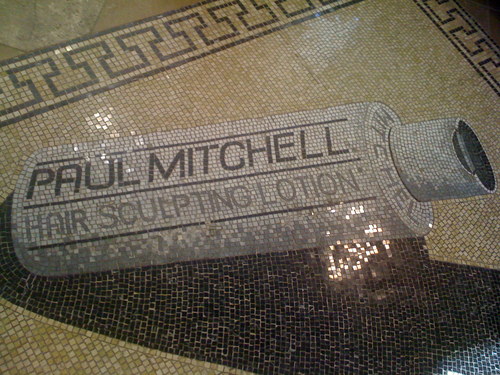 PAUL MITCHELL
HAIR SCULPTING LOTION